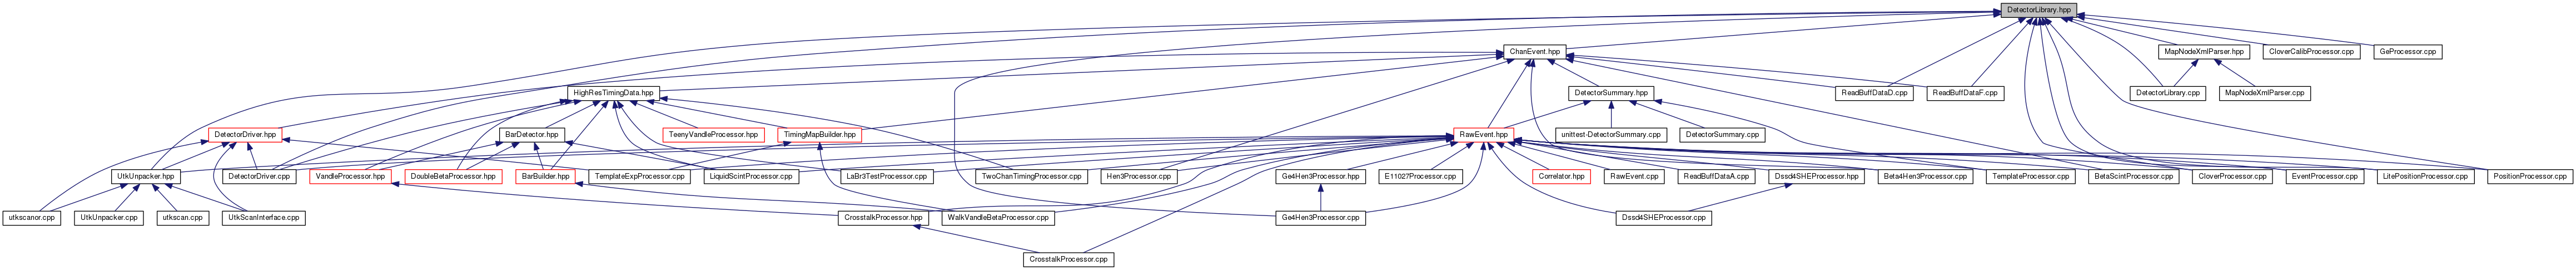 DetectorLibrary.hpp
ChanEvent.hpp
MapNodeXmlParser.hpp
CloverCalibProcessor.cpp
GeProcessor.cpp
HighResTimingData.hpp
DetectorSummary.hpp
ReadBuffDataD.cpp
ReadBuffDataF.cpp
DetectorLibrary.cpp
MapNodeXmlParser.cpp
DetectorDriver.hpp
BarDetector.hpp
TeenyVandleProcessor.hpp
TimingMapBuilder.hpp
RawEvent.hpp
unittest-DetectorSummary.cpp
DetectorSummary.cpp
UtkUnpacker.hpp
DetectorDriver.cpp
VandleProcessor.hpp
DoubleBetaProcessor.hpp
BarBuilder.hpp
TemplateExpProcessor.cpp
LiquidScintProcessor.cpp
LaBr3TestProcessor.cpp
TwoChanTimingProcessor.cpp
Hen3Processor.cpp
Ge4Hen3Processor.hpp
E11027Processor.cpp
Correlator.hpp
RawEvent.cpp
ReadBuffDataA.cpp
Dssd4SHEProcessor.hpp
Beta4Hen3Processor.cpp
TemplateProcessor.cpp
BetaScintProcessor.cpp
CloverProcessor.cpp
EventProcessor.cpp
LitePositionProcessor.cpp
PositionProcessor.cpp
utkscanor.cpp
UtkUnpacker.cpp
utkscan.cpp
UtkScanInterface.cpp
CrosstalkProcessor.hpp
WalkVandleBetaProcessor.cpp
Ge4Hen3Processor.cpp
Dssd4SHEProcessor.cpp
CrosstalkProcessor.cpp